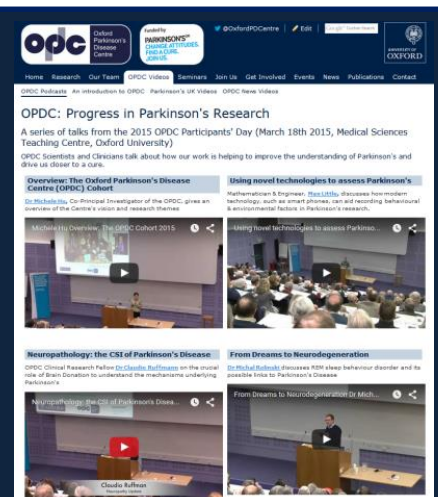 opdc
Oxford
Parkinson's
Disease
Centre
Funded by
PARKINSON'S UK
CHANGE ATTITUDES.
FIND A CURE.
JOIN US.
@OxfordPDCentre
Edit
UNIVERSITY OF
OXFORD
Home Research Our Team OPDC Videos Seminars Join Us Get Involved Events News Publications Contact
OPDC Podcasts An introduction to OPDC Parkinson's UK Videos OPDC News Videos
OPDC: Progress in Parkinson's Research
A series of talks from the 2015 OPDC Participants' Day (March 18th 2015, Medical Sciences
Teaching Centre, Oxford University)
OPDC Scientists and Clinicians talk about how our work is helping to improve the understanding of Parkinson's and
drive us closer to a cure.
Overview: The Oxford Parkinson's Disease
Centre (OPDC) Cohort
Dr Michele Hu, Co-Principal Investigator of the OPDC, gives an
overview of the Centre's vision and research themes
Michele Hu Overview: The OPDC Cohort 2015
Using novel technologies to assess Parkinson's
Mathematician & Engineer, Max Little, discusses how modern
technology, such as smart phones, can aid recording behavioural
& environmental factors in Parkinson's research.
Using novel technologies to assess Parkinso...
Neuropathology: the CSI of Parkinson's Disease
OPDC Clinical Research Fellow Dr Claudio Ruffmann on the crucial
role of Brain Donation to understand the mechanisms underlying
Parkinson's
Neuropathology: the CSI of Parkinson's Disea...
Claudio Ruffman
From Dreams to Neurodegeneration
Dr Michal Rolinski discusses REM sleep behaviour disorder and its
possible links to Parkinson's Disease
From Dreams to Neurodegeneration Dr Mich...